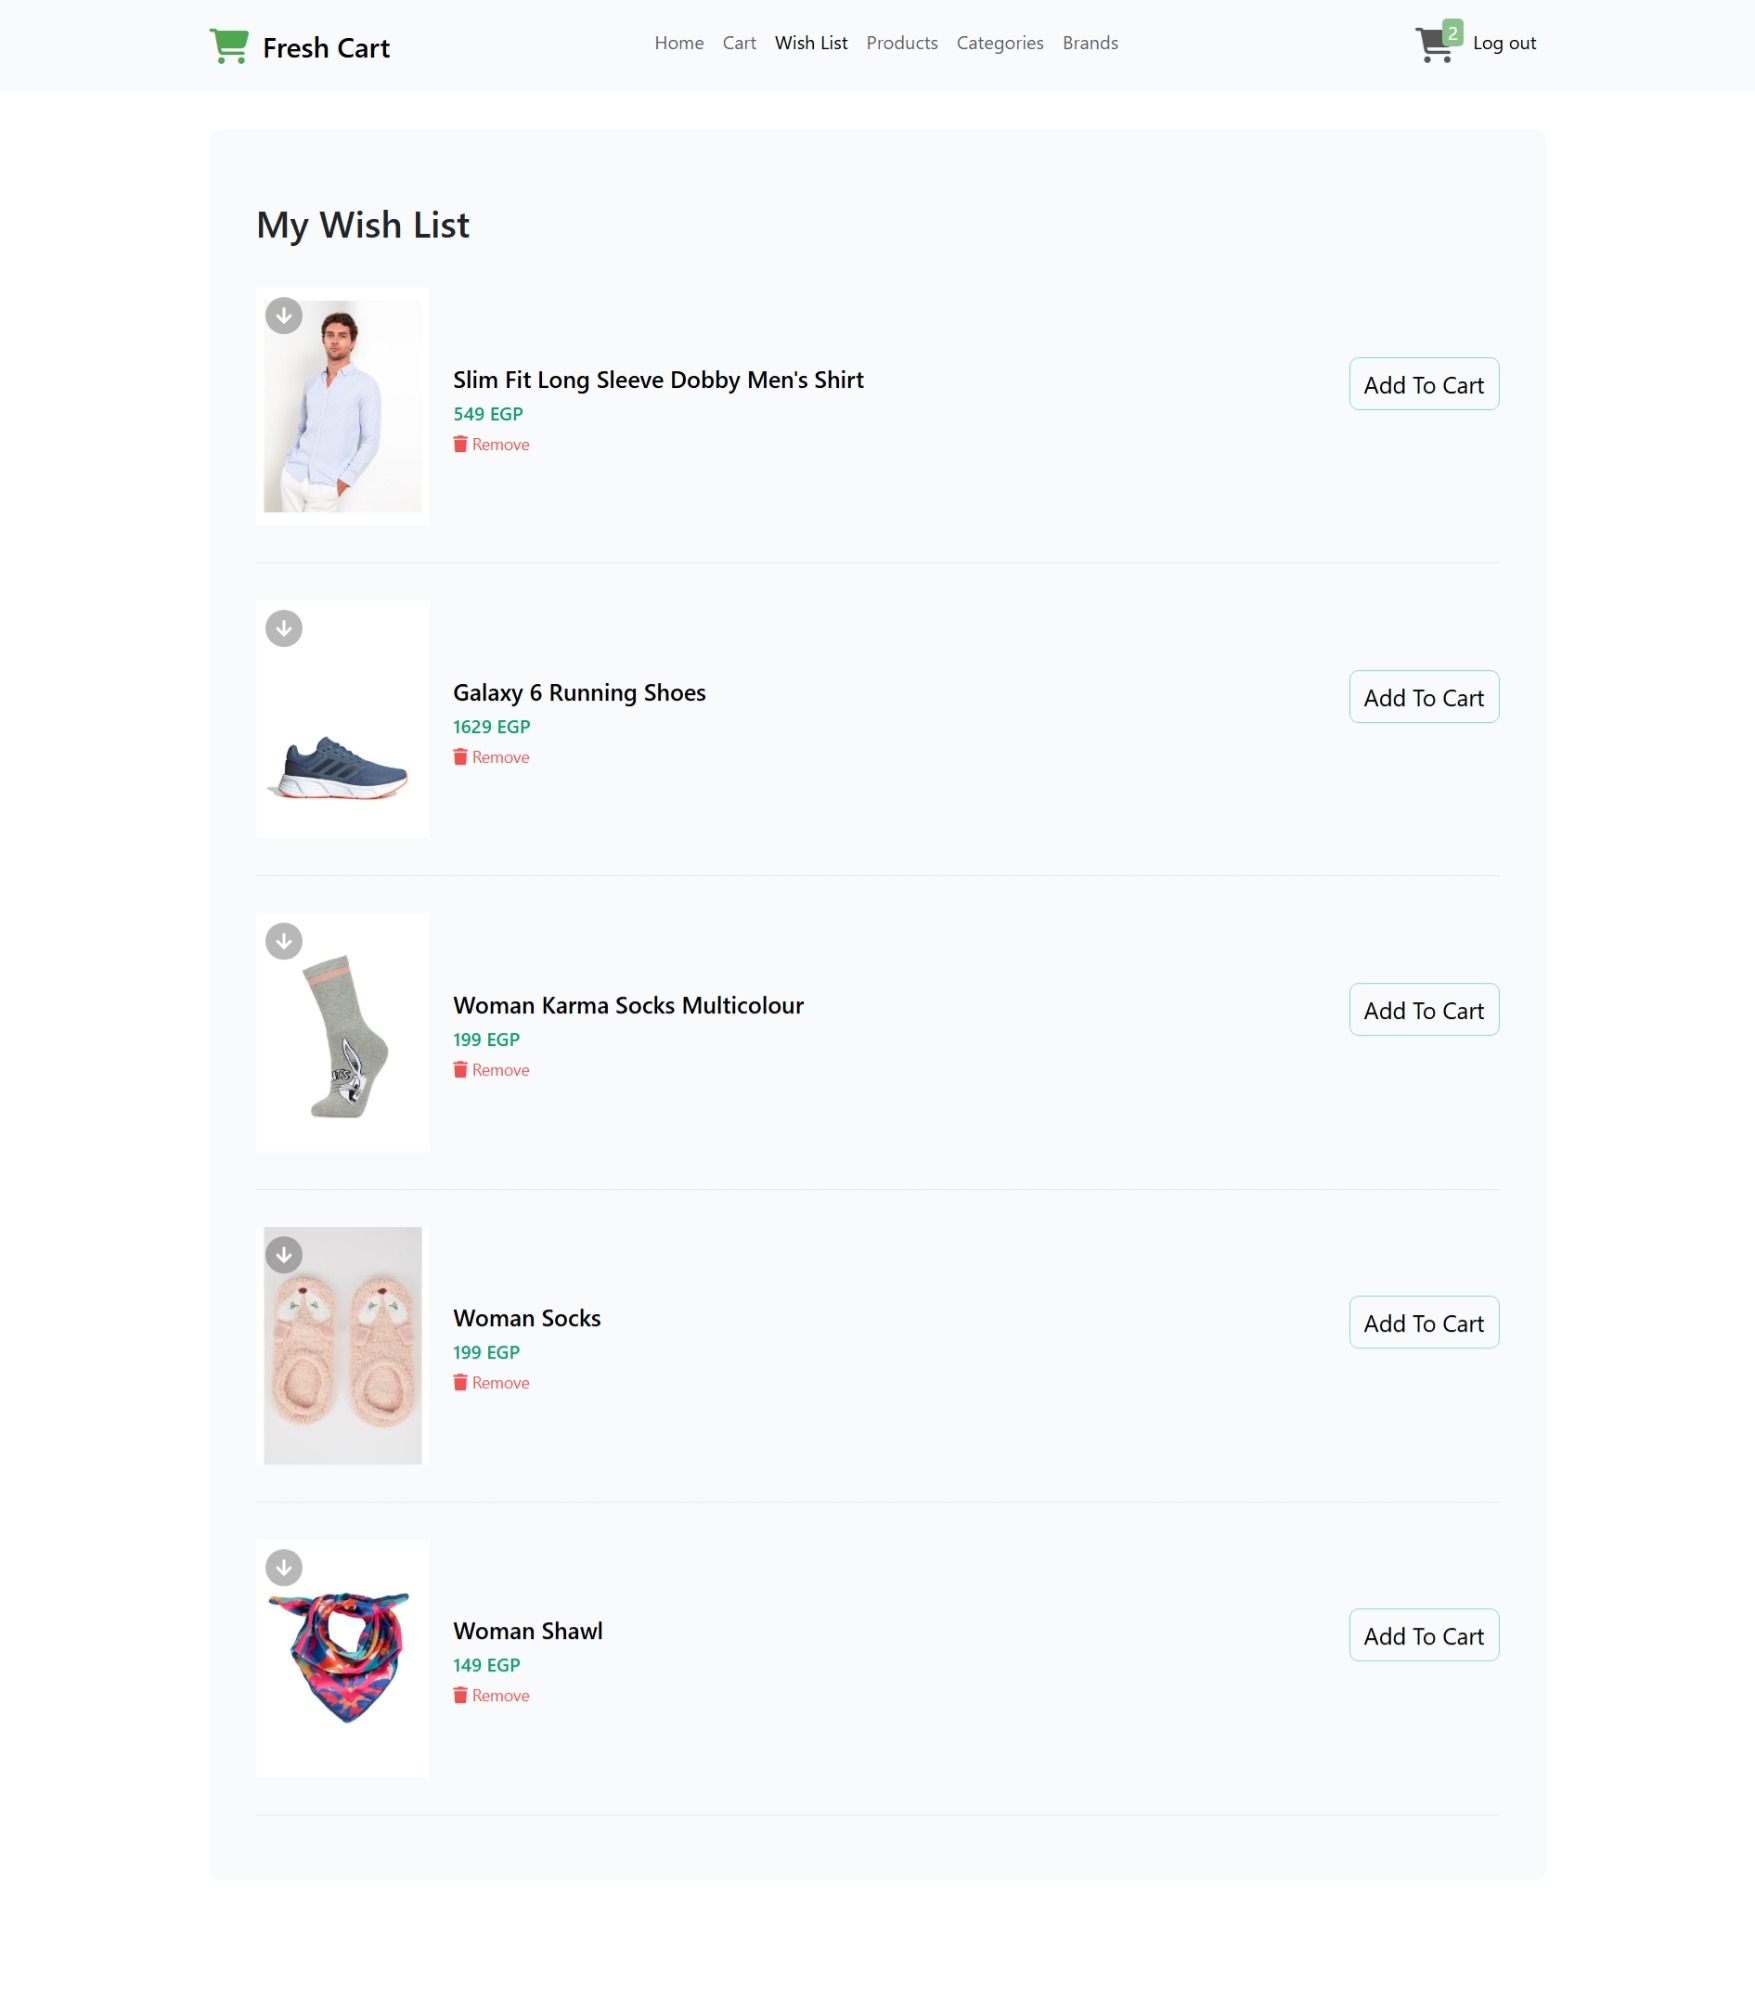 Fresh Cart
Home Cart Wish List Products Categories Brands
2 Log out
My Wish List
Slim Fit Long Sleeve Dobby Men's Shirt
549 EGP
Remove
Add To Cart
Galaxy 6 Running Shoes
1629 EGP
Remove
Add To Cart
Woman Karma Socks Multicolour
199 EGP
Remove
Add To Cart
Woman Socks
199 EGP
Remove
Add To Cart
Woman Shawl
149 EGP
Remove
Add To Cart